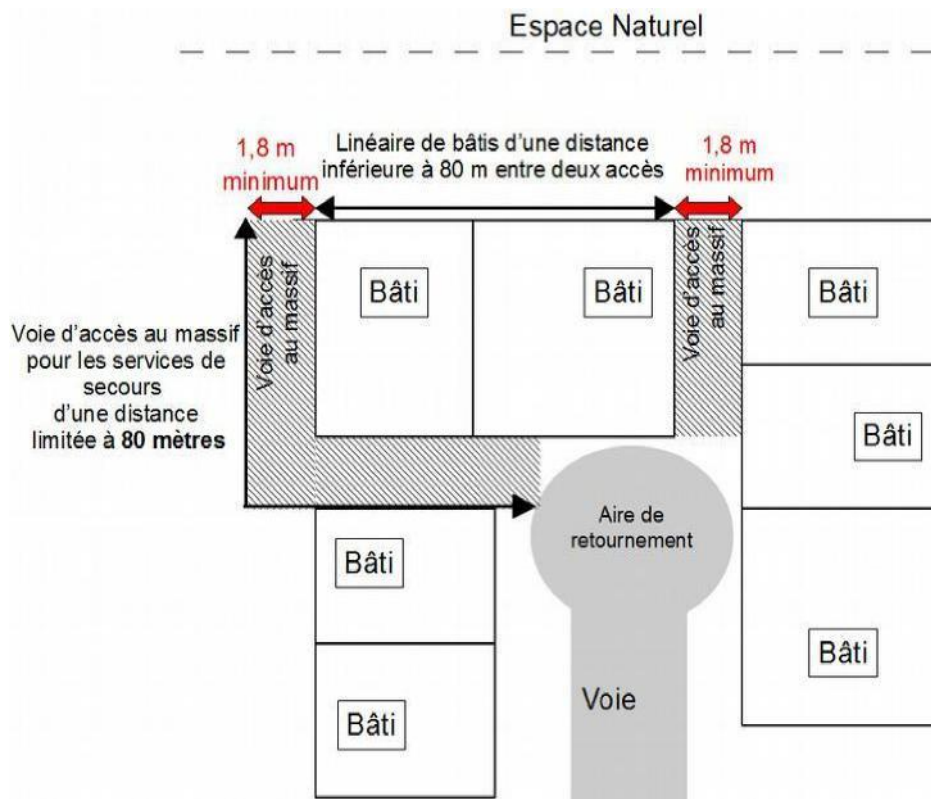 Espace Naturel
1,8 m
minimum
Linéaire de bâtis d'une distance
inférieure à 80 m entre deux accès
1,8 m
minimum
Voie d'accès
au massif
Bâti
Bâti
Voie d'accès
au massif
Bâti
Voie d'accès au massif
pour les services de
secours
d'une distance
limitée à 80 mètres
Bâti
Aire de
retournement
Bâti
Bâti
Voie
Bâti